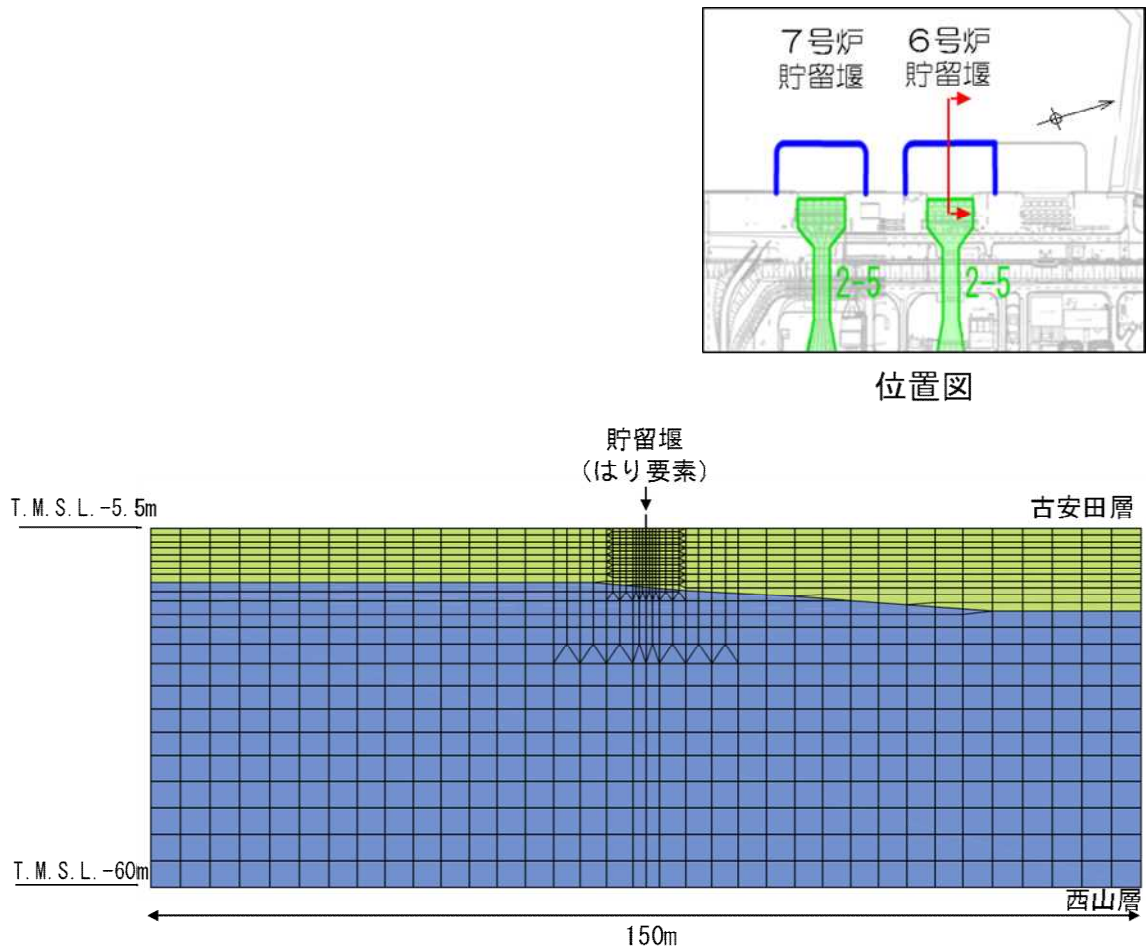 7号炉 6号炉
貯留堰 貯留堰
2-5 2-5
位置図
貯留堰
(はり要素)
T.M.S.L.-5.5m
古安田層
T.M.S.L.-60m
西山層
150m